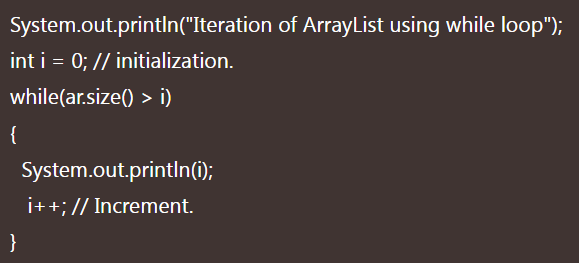 System.out.println("Iteration of ArrayList using while loop");
int i = 0; // initialization.
while(ar.size() > i)
{
System.out.println(i);
i++; // Increment.
}